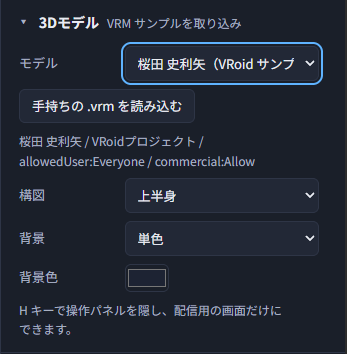 ▼ 3Dモデル VRM サンプルを取り込み
モデル 桜田 史利矢（VRoid サンプ
手持ちの .vrm を読み込む
桜田 史利矢 / VRoidプロジェクト /
allowedUser:Everyone / commercial:Allow
構図 上半身
背景 単色
背景色
H キーで操作パネルを隠し、配信用の画面だけに
できます。